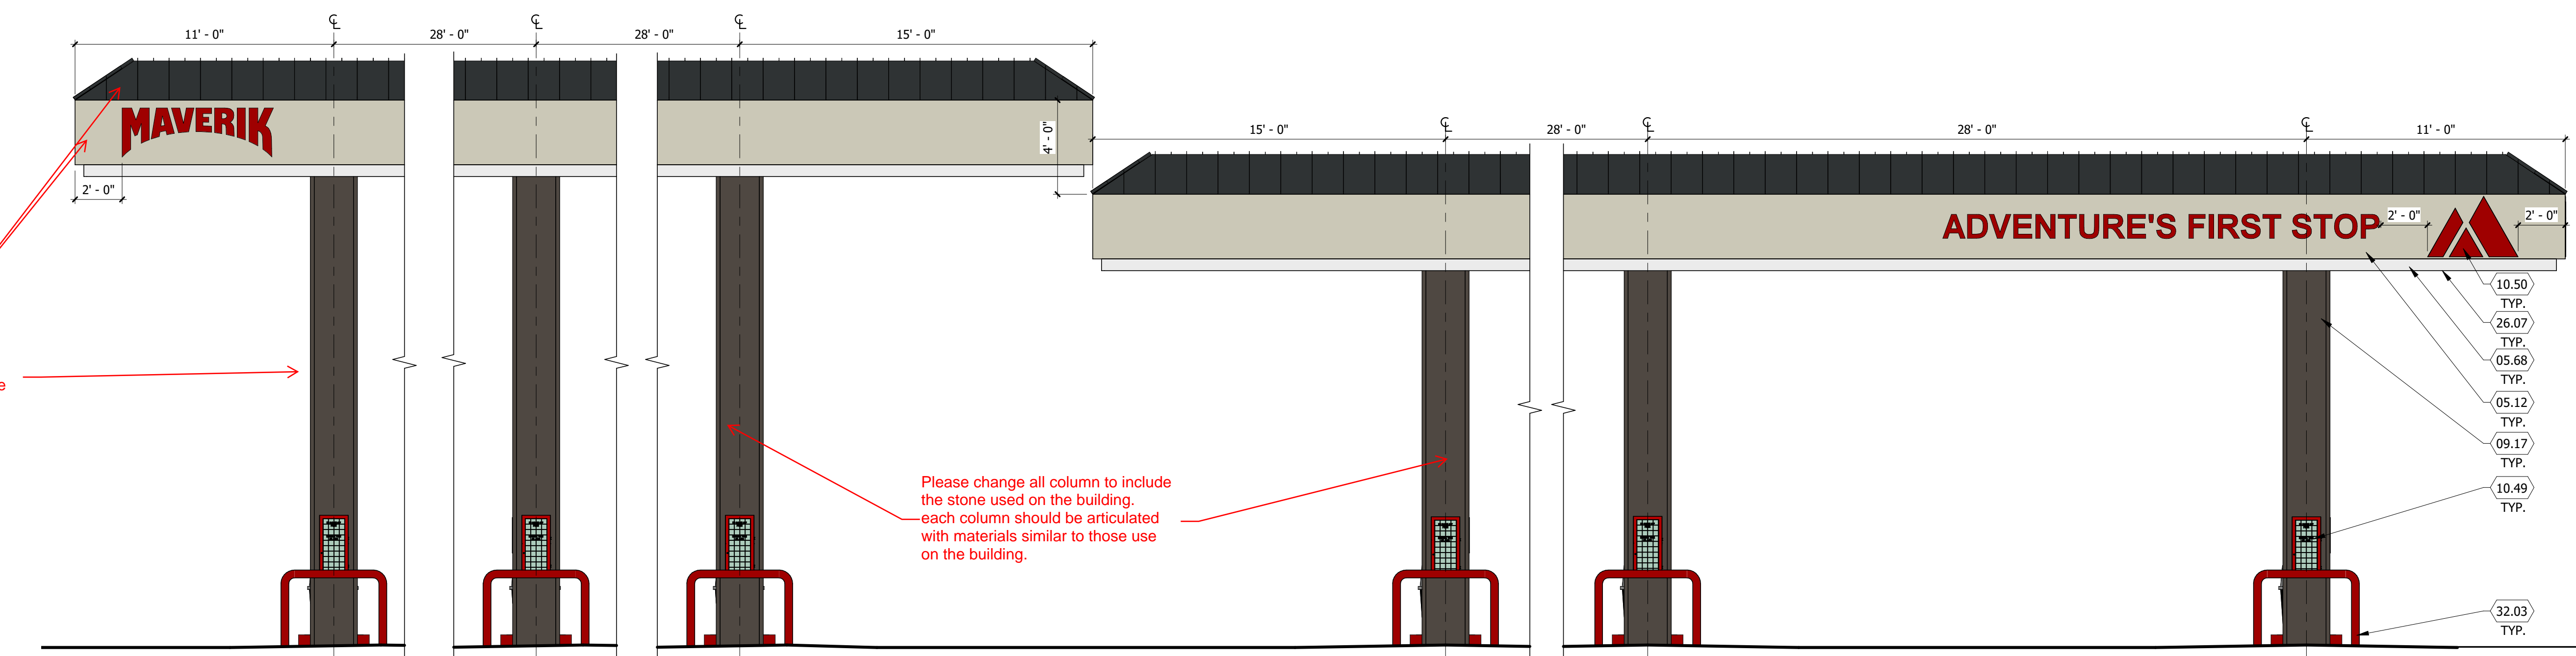 ℄ ℄ ℄
11' - 0" 28' - 0" 28' - 0" 15' - 0"
MAVERIK
4' - 0"
2' - 0"
℄ ℄ ℄
15' - 0" 28' - 0" 28' - 0" 11' - 0"
ADVENTURE'S FIRST STOP
2' - 0" 2' - 0"
10.50
TYP.
26.07
TYP.
05.68
TYP.
05.12
TYP.
09.17
TYP.
10.49
TYP.
32.03
TYP.
Please change all column to include
the stone used on the building.
each column should be articulated
with materials similar to those use
on the building.